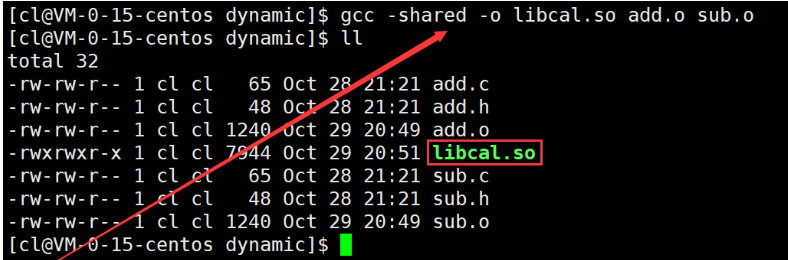 [cl@VM-0-15-centos dynamic]$ gcc -shared -o libcal.so add.o sub.o
[cl@VM-0-15-centos dynamic]$ ll
total 32
-rw-rw-r-- 1 cl cl   65 Oct 28 21:21 add.c
-rw-rw-r-- 1 cl cl   48 Oct 28 21:21 add.h
-rw-rw-r-- 1 cl cl 1240 Oct 29 20:49 add.o
-rwxrwxr-x 1 cl cl 7944 Oct 29 20:51 libcal.so
-rw-rw-r-- 1 cl cl   65 Oct 28 21:21 sub.c
-rw-rw-r-- 1 cl cl   48 Oct 28 21:21 sub.h
-rw-rw-r-- 1 cl cl 1240 Oct 29 20:49 sub.o
[cl@VM-0-15-centos dynamic]$